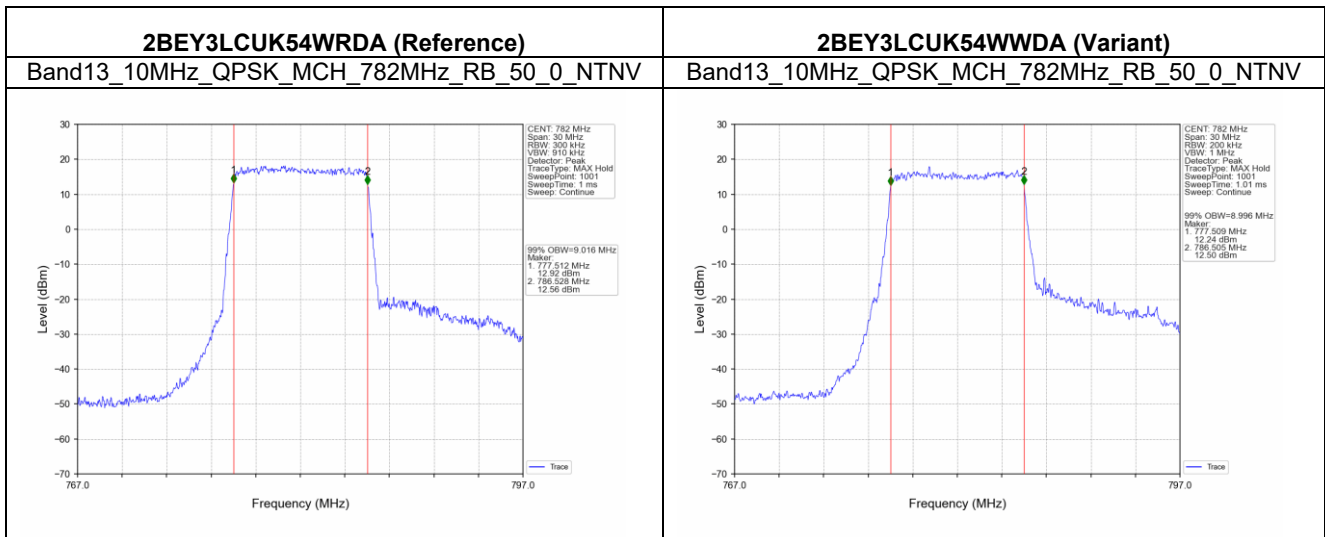 2BEY3LCUK54WRDA (Reference)
Band13_10MHz_QPSK_MCH_782MHz_RB_50_0_NTNV
30
20
10
0
−10
−20
−30
−40
−50
−60
−70
Level (dBm)
1
2
CENT: 782 MHz
Span: 30 MHz
RBW: 300 kHz
VBW: 910 kHz
Detector: Peak
TraceType: MAX Hold
SweepPoint: 1001
SweepTime: 1 ms
Sweep: Continue
99% OBW=9.016 MHz
Maker:
1. 777.512 MHz
12.92 dBm
2. 786.528 MHz
12.56 dBm
Trace
767.0
797.0
Frequency (MHz)
2BEY3LCUK54WWDA (Variant)
Band13_10MHz_QPSK_MCH_782MHz_RB_50_0_NTNV
30
20
10
0
−10
−20
−30
−40
−50
−60
−70
Level (dBm)
1
2
CENT: 782 MHz
Span: 30 MHz
RBW: 200 kHz
VBW: 1 MHz
Detector: Peak
TraceType: MAX Hold
SweepPoint: 1001
SweepTime: 1.01 ms
Sweep: Continue
99% OBW=8.996 MHz
Maker:
1. 777.509 MHz
12.24 dBm
2. 786.505 MHz
12.50 dBm
Trace
767.0
797.0
Frequency (MHz)